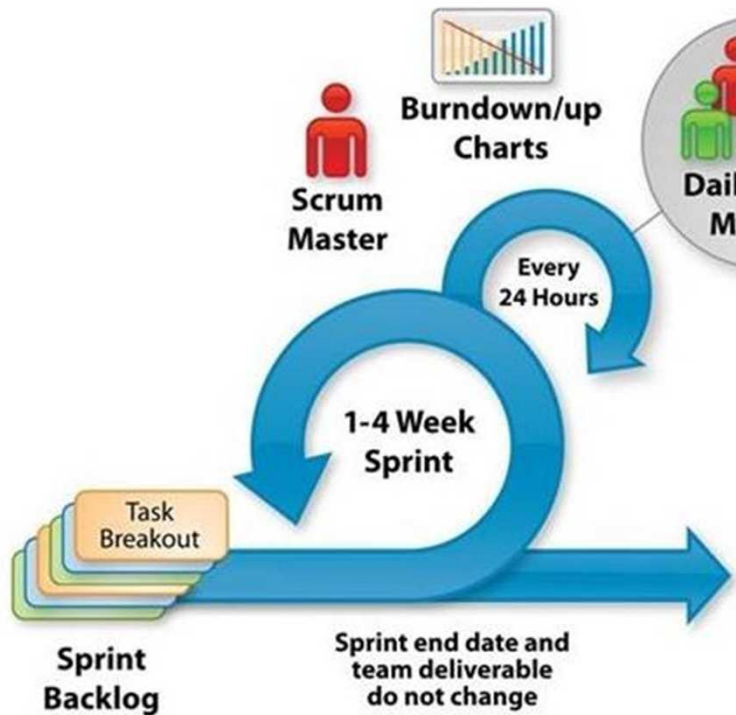 Burndown/up
Charts
Scrum
Master
Every
24 Hours
1-4 Week
Sprint
Task
Breakout
Sprint
Backlog
Sprint end date and
team deliverable
do not change